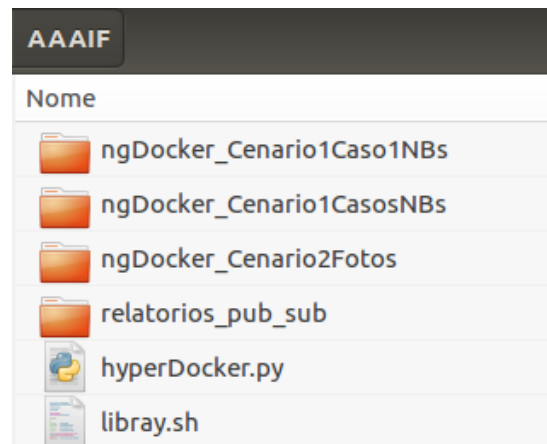 AAAIF
Nome
ngDocker_Cenario1Caso1NBs
ngDocker_Cenario1CasosNBs
ngDocker_Cenario2Fotos
relatorios_pub_sub
hyperDocker.py
libray.sh